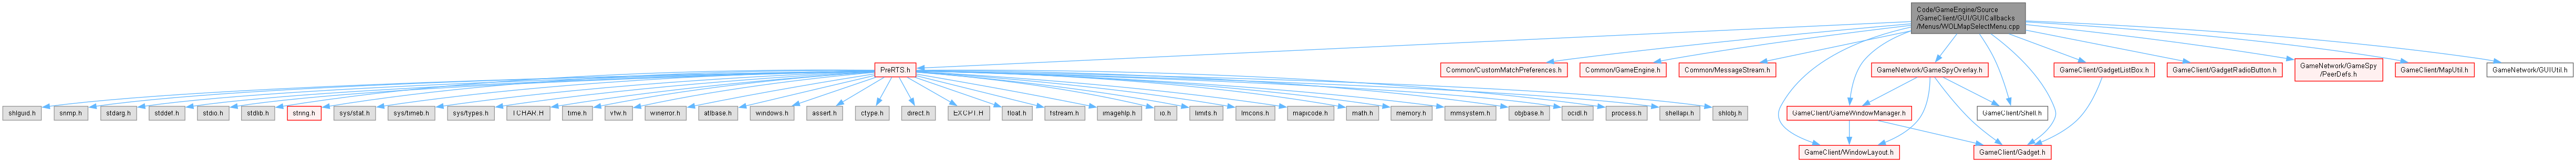 Code/GameEngine/Source
/GameClient/GUI/GUICallbacks
/Menus/WOLMapSelectMenu.cpp
PreRTS.h
Common/CustomMatchPreferences.h
Common/GameEngine.h
Common/MessageStream.h
GameNetwork/GameSpyOverlay.h
GameClient/GadgetListBox.h
GameClient/GadgetRadioButton.h
GameNetwork/GameSpy
/PeerDefs.h
GameClient/MapUtil.h
GameNetwork/GUIUtil.h
shlguid.h
snmp.h
stdarg.h
stddef.h
stdio.h
stdlib.h
string.h
sys/stat.h
sys/timeb.h
sys/types.h
TCHAR.H
time.h
vfw.h
winerror.h
atlbase.h
windows.h
assert.h
ctype.h
direct.h
EXCPT.H
float.h
fstream.h
imagehlp.h
io.h
limits.h
lmcons.h
mapicode.h
math.h
memory.h
mmsystem.h
objbase.h
ocidl.h
process.h
shellapi.h
shlobj.h
GameClient/GameWindowManager.h
GameClient/Shell.h
GameClient/WindowLayout.h
GameClient/Gadget.h